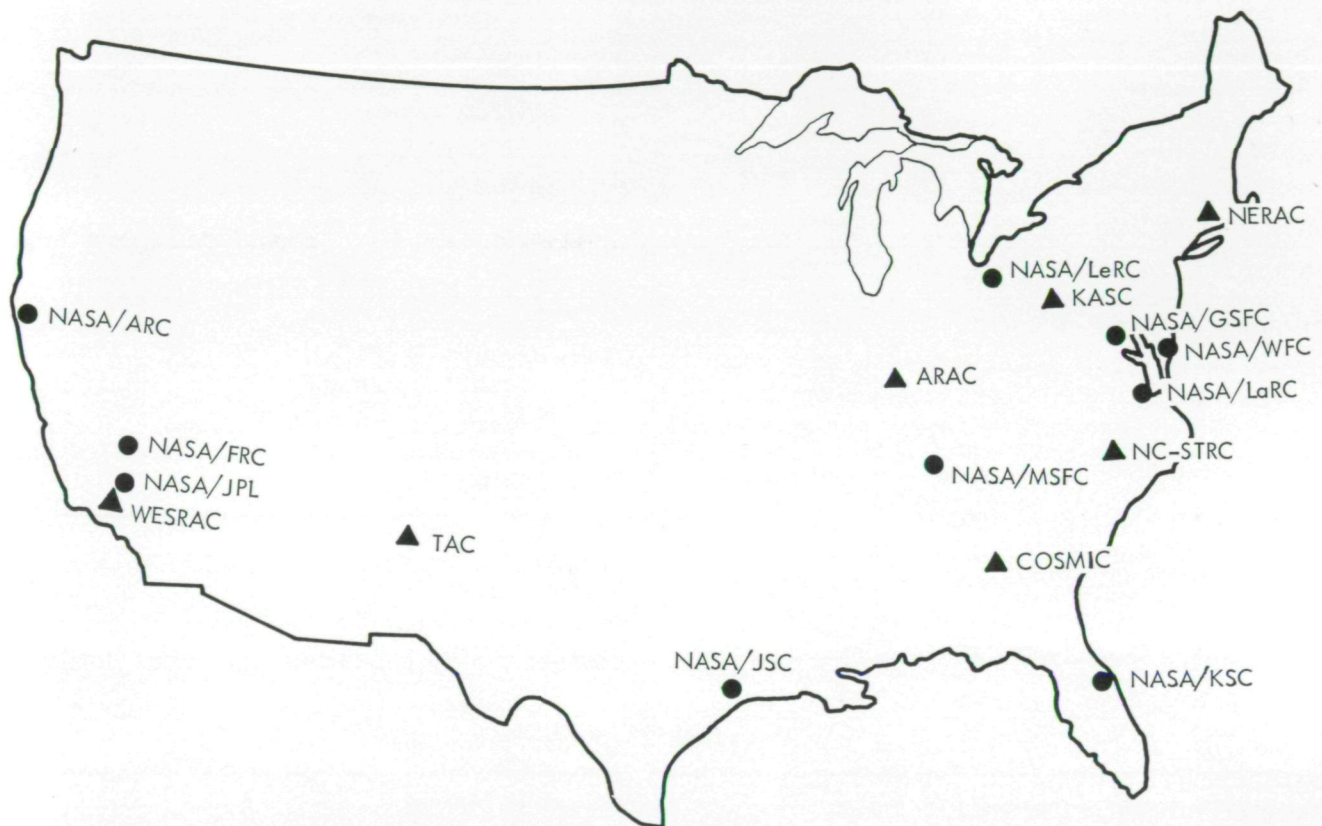 NERAC
NASA/LeRC
KASC
NASA/ARC
NASA/GSFC
NASA/WFC
ARAC
NASA/LaRC
NASA/FRC
NC-STRC
NASA/MSFC
NASA/JPL
WESRAC
TAC
COSMIC
NASA/JSC
NASA/KSC